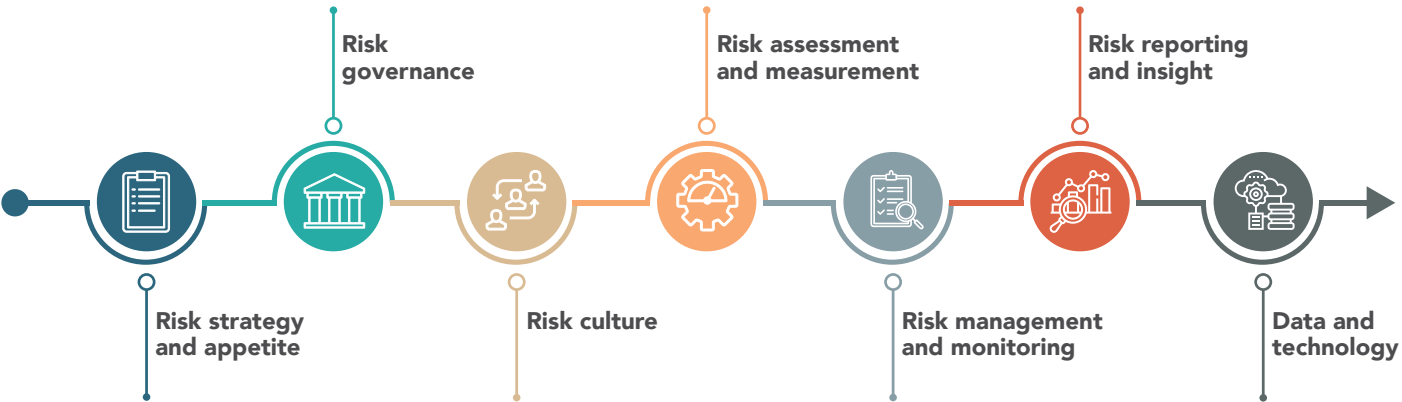 Risk strategy
and appetite
Risk
governance
Risk culture
Risk assessment
and measurement
Risk management
and monitoring
Risk reporting
and insight
Data and
technology